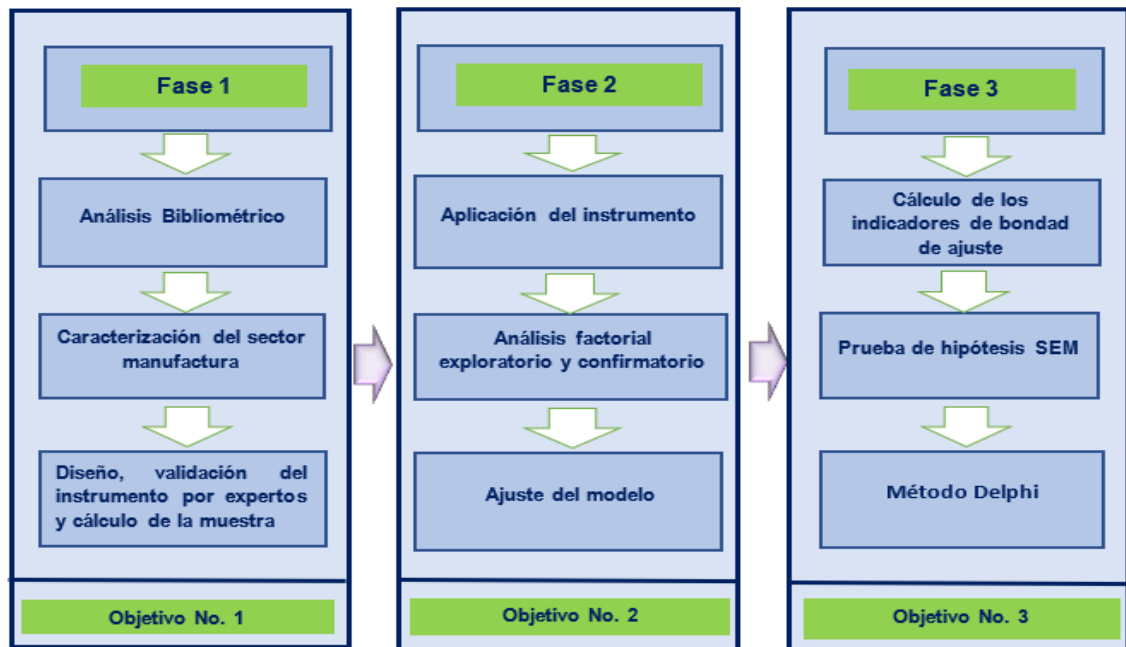 Fase 1
Análisis Bibliométrico
Caracterización del sector
manufactura
Diseño, validación del
instrumento por expertos
y cálculo de la muestra
Objetivo No. 1
Fase 2
Aplicación del instrumento
Análisis factorial
exploratorio y confirmatorio
Ajuste del modelo
Objetivo No. 2
Fase 3
Cálculo de los
indicadores de bondad
de ajuste
Prueba de hipótesis SEM
Método Delphi
Objetivo No. 3